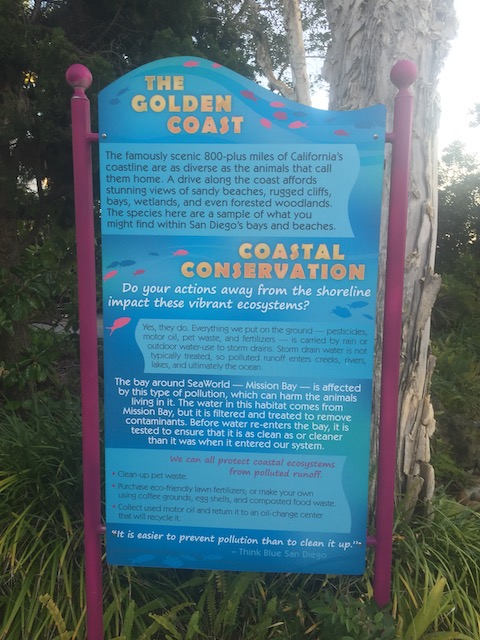 THE
GOLDEN
COAST
The famously scenic 800-plus miles of California's
coastline are as diverse as the animals that call
them home. A drive along the coast affords
stunning views of sandy beaches, rugged cliffs,
bays, wetlands, and even forested woodlands.
The species here are a sample of what you
might find within San Diego's bays and beaches.
COASTAL
CONSERVATION
Do your actions away from the shoreline
impact these vibrant ecosystems?
Yes, they do. Everything we put on the ground — pesticides,
motor oil, pet waste, and fertilizers — is carried by rain or
outdoor water-use to storm drains. Storm drain water is not
typically treated, so polluted runoff enters creeks, rivers,
lakes, and ultimately the ocean.
The bay around SeaWorld — Mission Bay — is affected
by this type of pollution, which can harm the animals
living in it. The water in this habitat comes from
Mission Bay, but it is filtered and treated to remove
contaminants. Before water re-enters the bay, it is
tested to ensure that it is as clean as or cleaner
than it was when it entered our system.
We can all protect coastal ecosystems
from polluted runoff.
• Clean-up pet waste.
• Purchase eco-friendly lawn fertilizers, or make your own
using coffee grounds, egg shells, and composted food waste.
• Collect used motor oil and return it to an oil-change center
that will recycle it.
"It is easier to prevent pollution than to clean it up."
– Think Blue San Diego